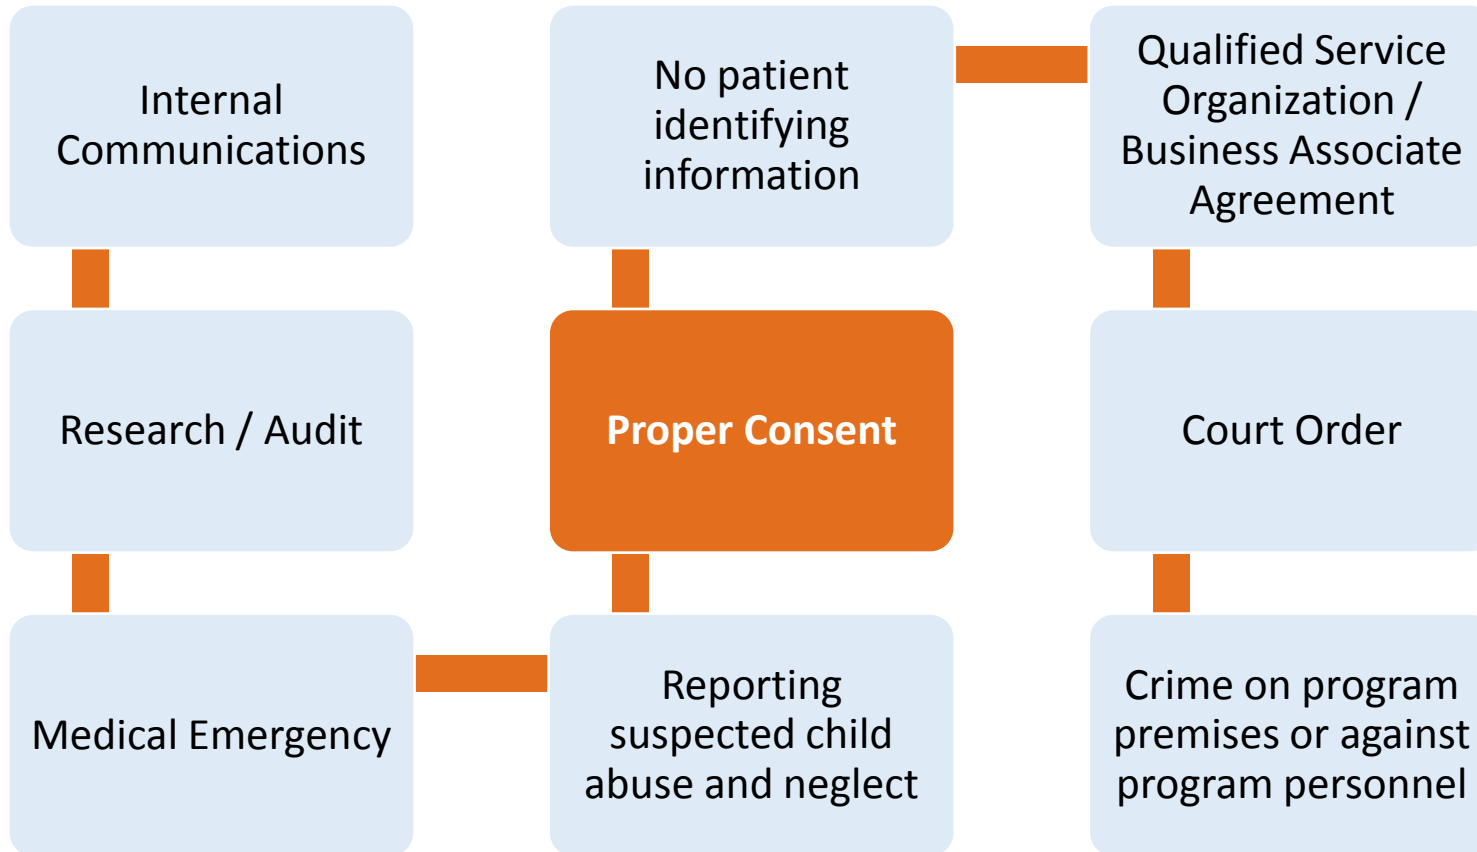 Internal
Communications
No patient
identifying
information
Qualified Service
Organization /
Business Associate
Agreement
Research / Audit
Proper Consent
Court Order
Medical Emergency
Reporting
suspected child
abuse and neglect
Crime on program
premises or against
program personnel